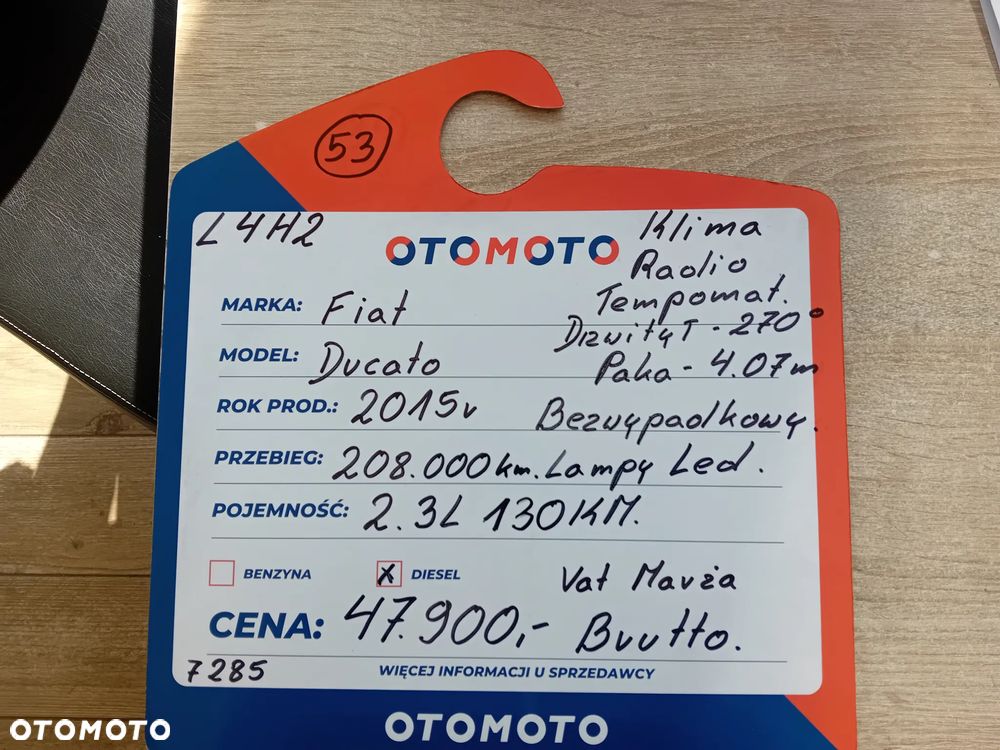 53
L4H2
OTOMOTO
Klima
Radio
Tempomat.
MARKA: Fiat
Drzwi tył - 270°
MODEL: Ducato
Paka - 4.07m
ROK PROD.: 2015r
Bezwypadkowy.
PRZEBIEG: 208.000km. Lampy Led.
POJEMNOŚĆ: 2.3L 130KM.
BENZYNA
X DIESEL
Vat Marża
CENA: 47.900,- Brutto.
7285
WIĘCEJ INFORMACJI U SPRZEDAWCY
OTOMOTO
OTOMOTO